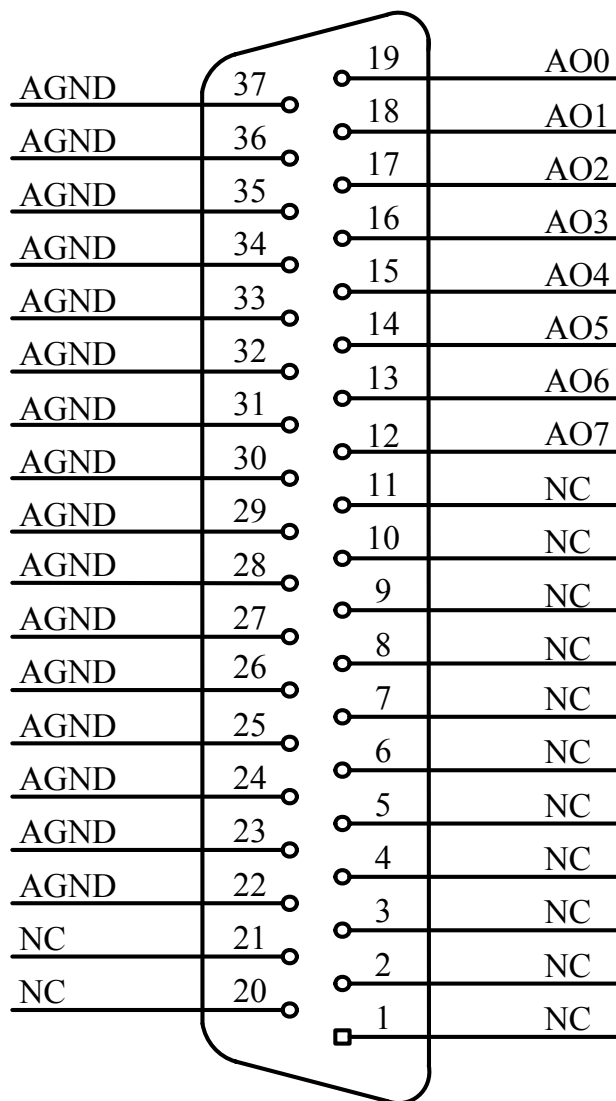 19 AO0
AGND 37
18 AO1
AGND 36
17 AO2
AGND 35
16 AO3
AGND 34
15 AO4
AGND 33
14 AO5
AGND 32
13 AO6
AGND 31
12 AO7
AGND 30
11 NC
AGND 29
10 NC
AGND 28
9 NC
AGND 27
8 NC
AGND 26
7 NC
AGND 25
6 NC
AGND 24
5 NC
AGND 23
4 NC
AGND 22
3 NC
NC 21
2 NC
NC 20
1 NC